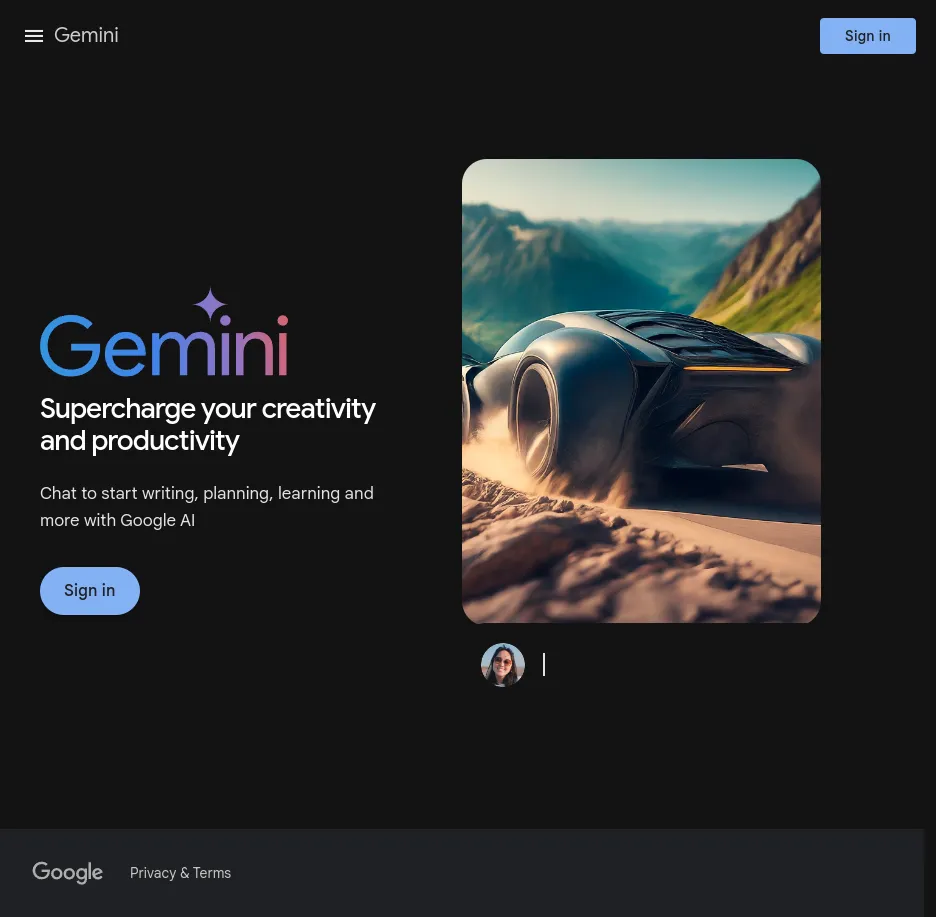 Gemini
Sign in
Gemini
Supercharge your creativity
and productivity
Chat to start writing, planning, learning and
more with Google AI
Sign in
Google
Privacy & Terms